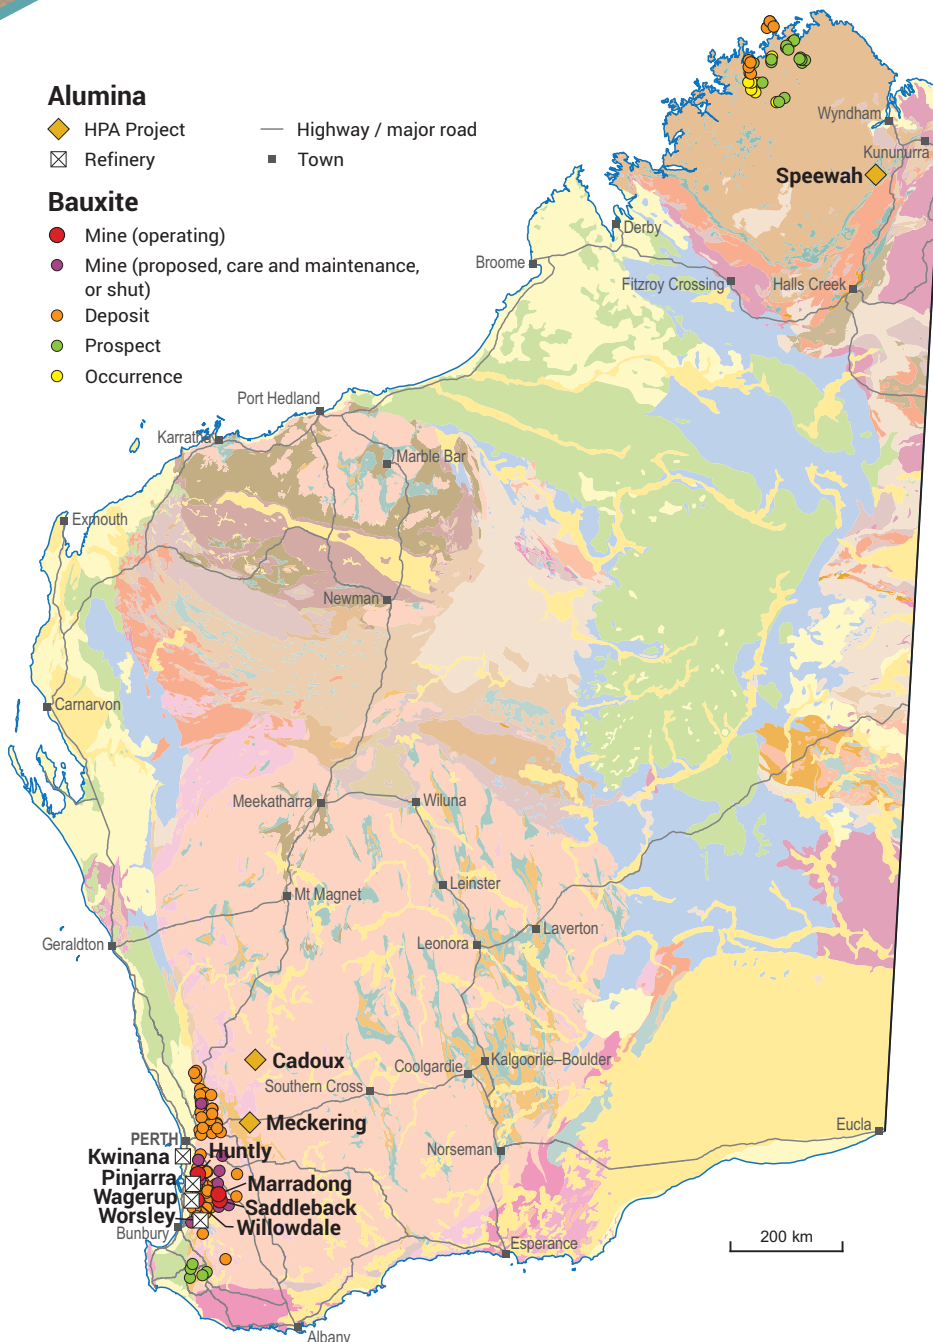 Alumina
HPA Project
Highway / major road
Refinery
Town
Bauxite
Mine (operating)
Mine (proposed, care and maintenance,
or shut)
Deposit
Prospect
Occurrence
Wyndham
Kununurra
Speewah
Derby
Broome
Fitzroy Crossing
Halls Creek
Port Hedland
Karratha
Marble Bar
Exmouth
Newman
Carnarvon
Meekatharra
Wiluna
Leinster
Mt Magnet
Laverton
Geraldton
Leonora
Cadoux
Kalgoorlie–Boulder
Coolgardie
Southern Cross
Meckering
Eucla
PERTH
Huntly
Norseman
Kwinana
Pinjarra
Marradong
Wagerup
Saddleback
Worsley
Willowdale
Bunbury
200 km
Esperance
Albany